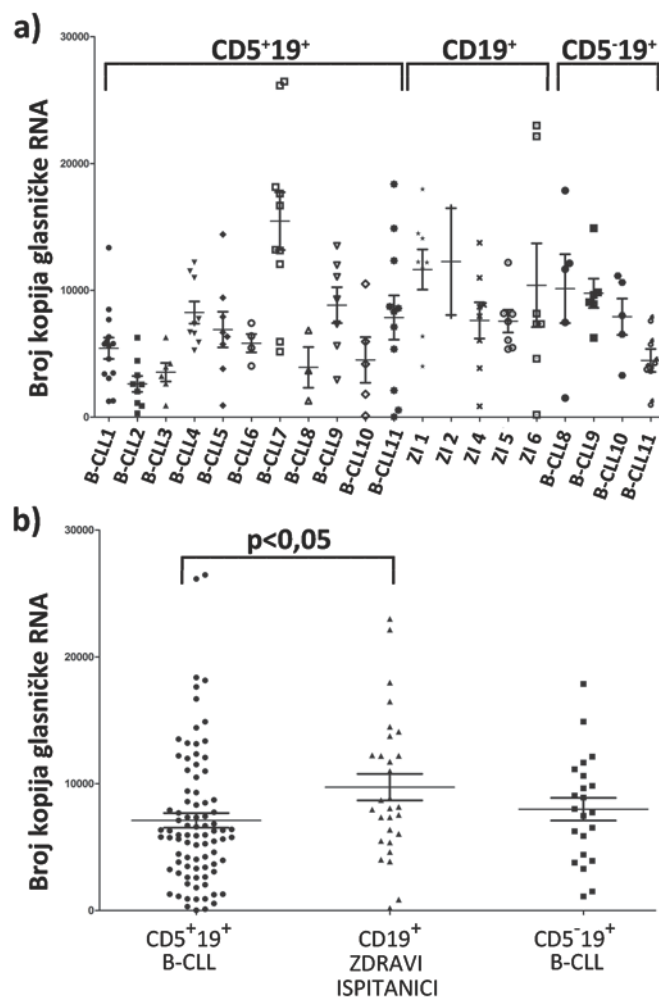 a)
CD5⁺19⁺ CD19⁺ CD5⁻19⁺
Broj kopija glasničke RNA
30000
20000
10000
0
B-CLL1 B-CLL2 B-CLL3 B-CLL4 B-CLL5 B-CLL6 B-CLL7 B-CLL8 B-CLL9 B-CLL10 B-CLL11 ZI 1 ZI 2 ZI 4 ZI 5 ZI 6 B-CLL8 B-CLL9 B-CLL10 B-CLL11
b)
p<0,05
Broj kopija glasničke RNA
30000
20000
10000
0
CD5⁺19⁺ CD19⁺ CD5⁻19⁺
B-CLL ZDRAVI B-CLL
ISPITANICI